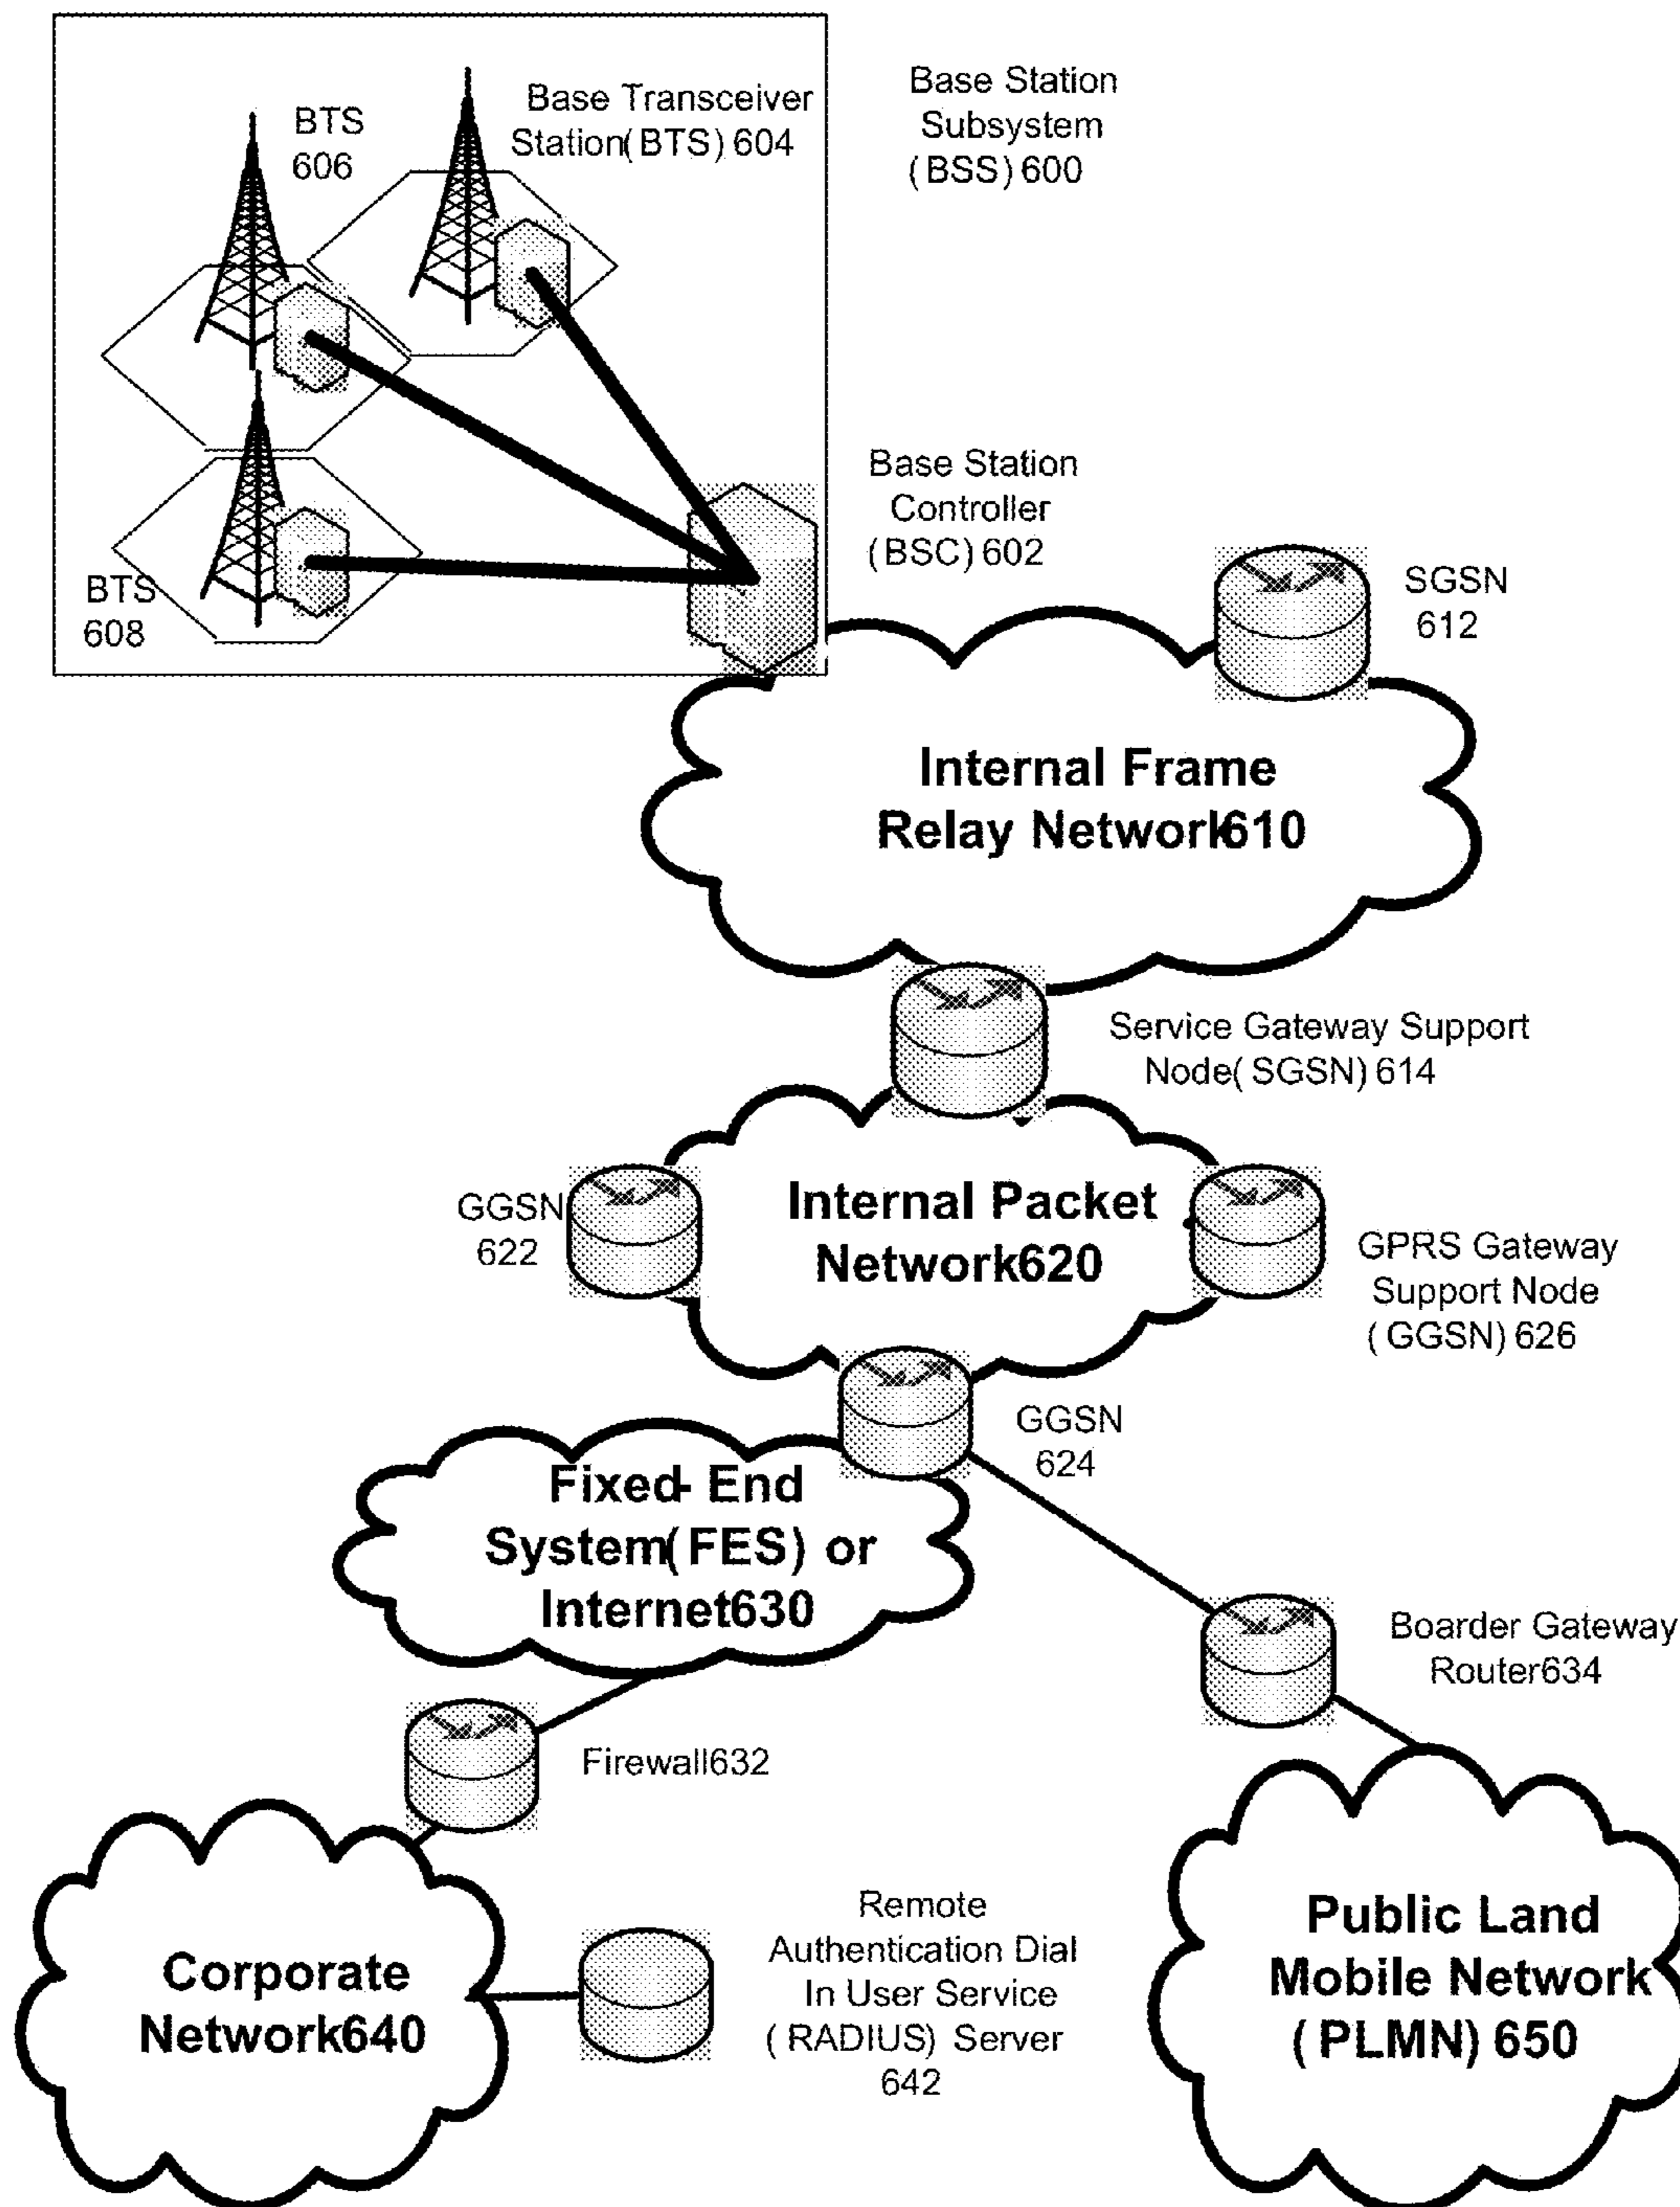 BTS
606
Base Transceiver
Station(BTS) 604
Base Station
Subsystem
(BSS) 600
Base Station
Controller
(BSC) 602
BTS
608
SGSN
612
Internal Frame
Relay Network610
Service Gateway Support
Node(SGSN) 614
GGSN
622
Internal Packet
Network620
GPRS Gateway
Support Node
(GGSN) 626
GGSN
624
Fixed-End
System(FES) or
Internet630
Boarder Gateway
Router634
Firewall632
Corporate
Network640
Remote
Authentication Dial
In User Service
(RADIUS) Server
642
Public Land
Mobile Network
(PLMN) 650